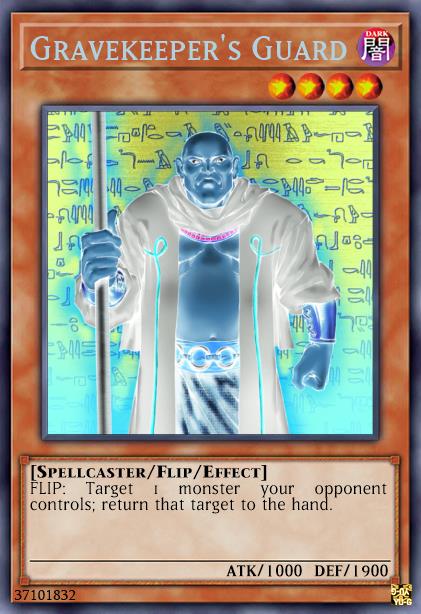 GRAVEKEEPER'S GUARD
DARK
闇
[SPELLCASTER/FLIP/EFFECT]
FLIP: Target 1 monster your opponent
controls; return that target to the hand.
ATK/1000 DEF/1900
37101832